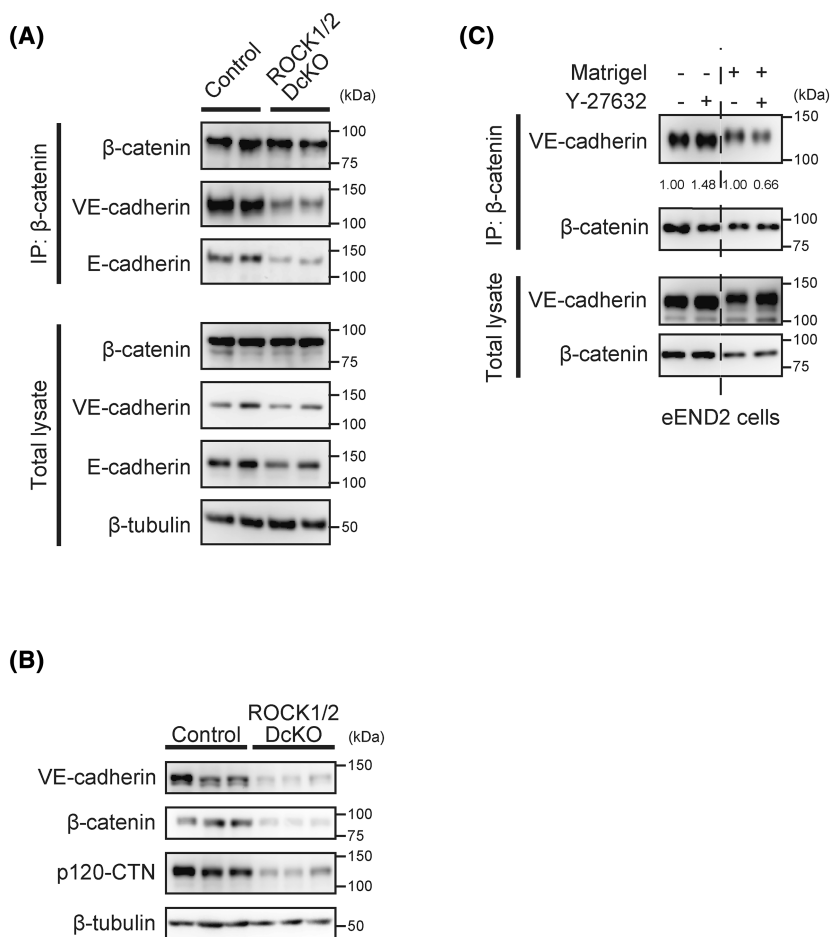 (A)
Control
ROCK1/2
DcKO
(kDa)
IP: β-catenin
β-catenin
100
75
VE-cadherin
150
100
E-cadherin
150
100
Total lysate
β-catenin
100
75
VE-cadherin
150
100
E-cadherin
150
100
β-tubulin
50
(B)
Control
ROCK1/2
DcKO
(kDa)
VE-cadherin
150
β-catenin
100
75
p120-CTN
150
100
β-tubulin
50
(C)
Matrigel - - + +
Y-27632 - + - +
(kDa)
IP: β-catenin
VE-cadherin
150
100
1.00 1.48 1.00 0.66
β-catenin
100
75
Total lysate
VE-cadherin
150
100
β-catenin
100
75
eEND2 cells